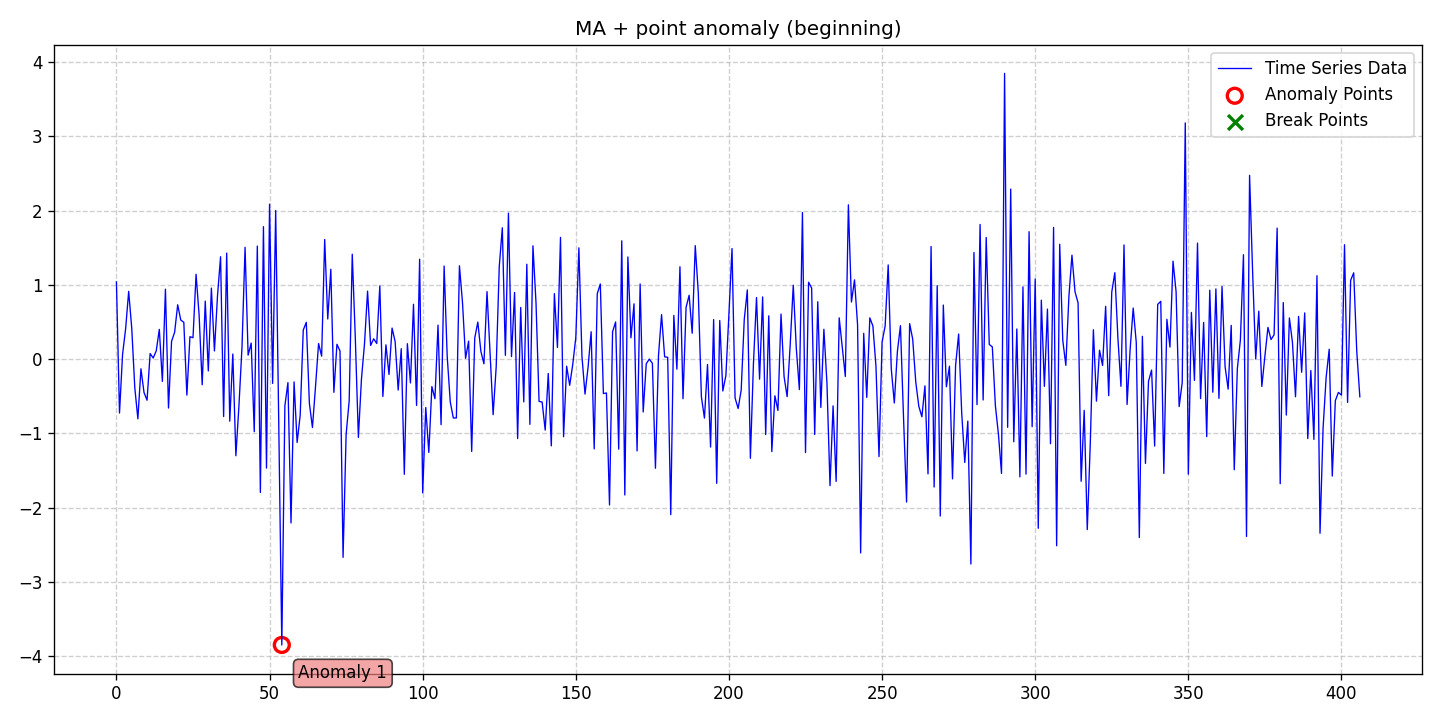 MA + point anomaly (beginning)
Time Series Data
Anomaly Points
Break Points
4
3
2
1
0
−1
−2
−3
−4
Anomaly 1
0 50 100 150 200 250 300 350 400